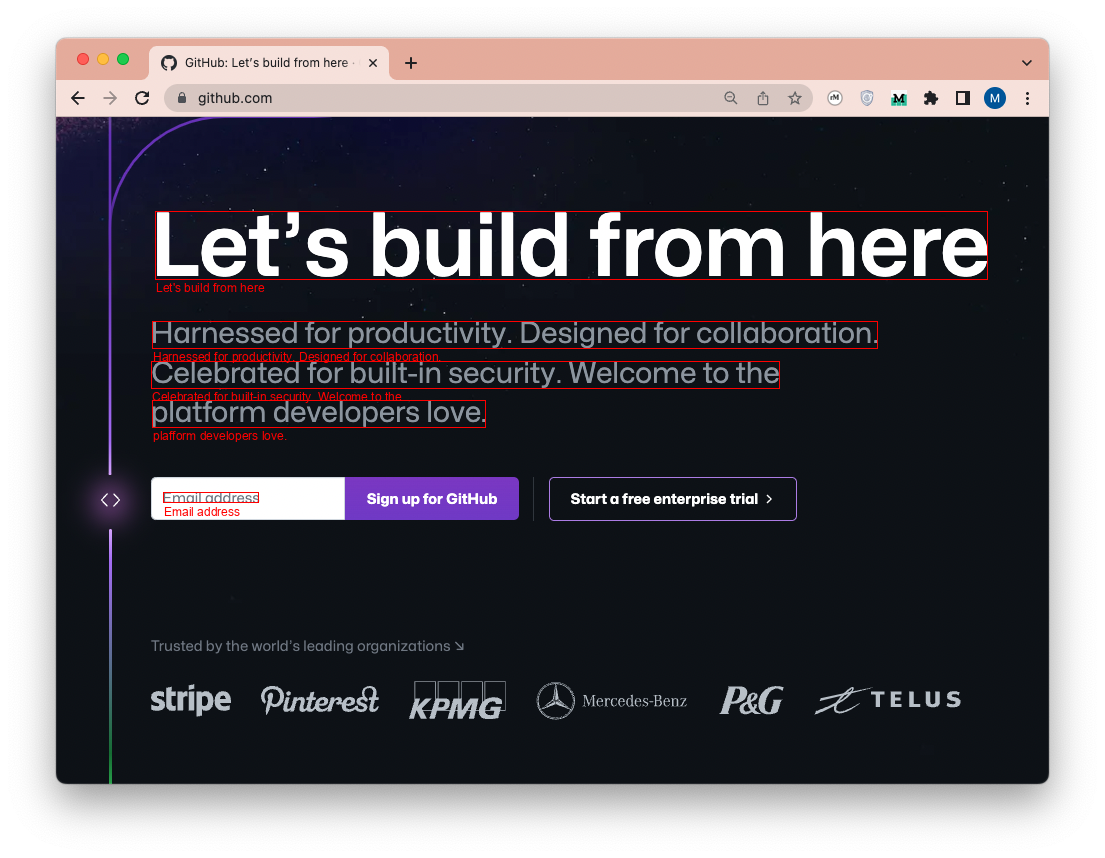 GitHub: Let's build from here ·
github.com
rM
M
M
Let's build from here
Let's build from here
Harnessed for productivity. Designed for collaboration.
Harnessed for productivity. Designed for collaboration.
Celebrated for built-in security. Welcome to the
Celebrated for built-in security. Welcome to the
platform developers love.
plafform developers love.
Email address
Email address
Sign up for GitHub
Start a free enterprise trial >
<>
Trusted by the world's leading organizations ↘
stripe Pinterest KPMG Mercedes-Benz P&G TELUS